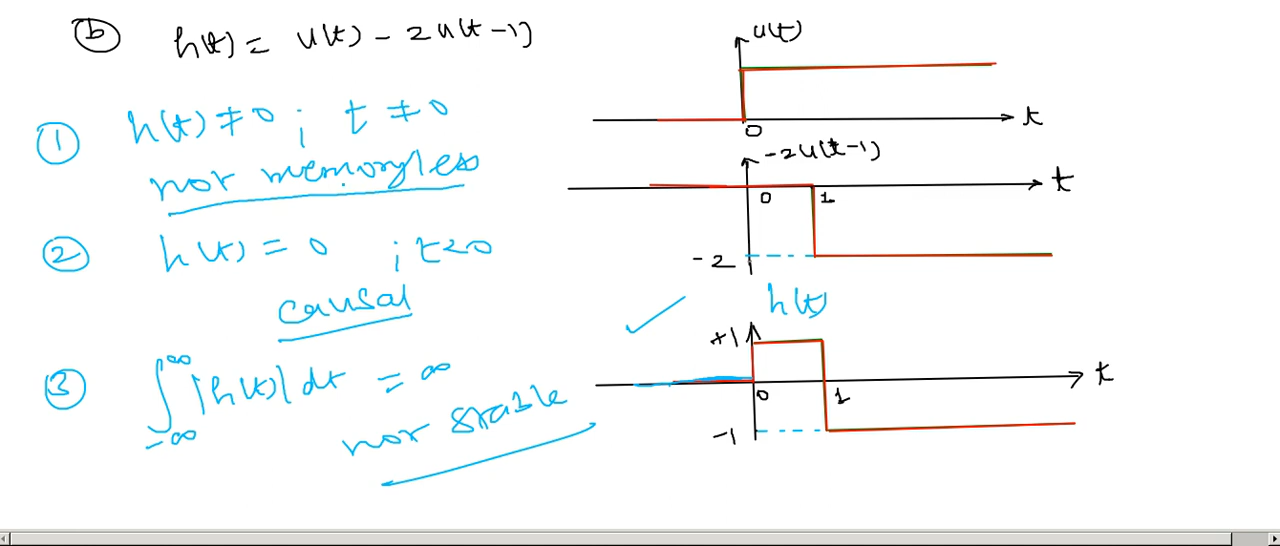 ⓑ h(t) = u(t) - 2u(t-1)
① h(t) ≠ 0 ; t ≠ 0
not memoryless
② h(t) = 0 ; t<0
causal
③ ∫_{-∞}^{∞} |h(t)| dt = ∞
not stable
u(t)
0
t
-2u(t-1)
0
1
t
-2
h(t)
+1
0
1
t
-1